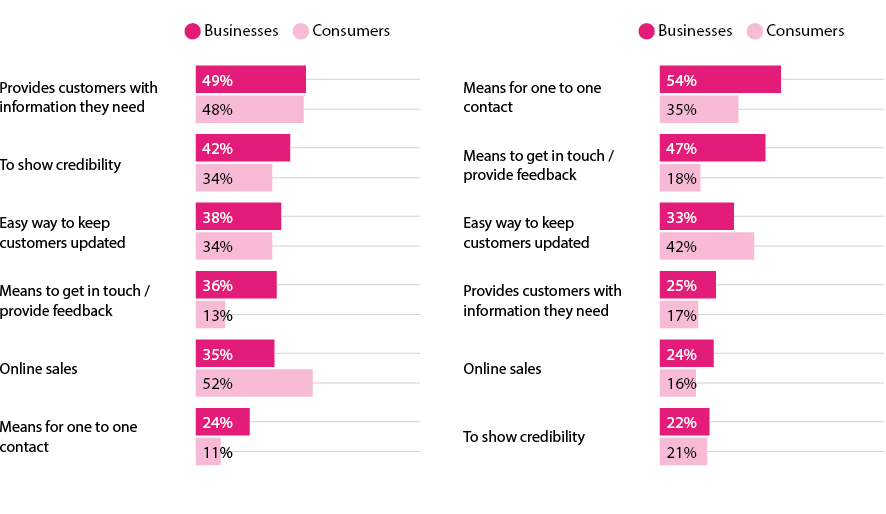 Businesses Consumers
Provides customers with
information they need
49%
48%
To show credibility
42%
34%
Easy way to keep
customers updated
38%
34%
Means to get in touch /
provide feedback
36%
13%
Online sales
35%
52%
Means for one to one
contact
24%
11%
Businesses Consumers
Means for one to one
contact
54%
35%
Means to get in touch /
provide feedback
47%
18%
Easy way to keep
customers updated
33%
42%
Provides customers with
information they need
25%
17%
Online sales
24%
16%
To show credibility
22%
21%